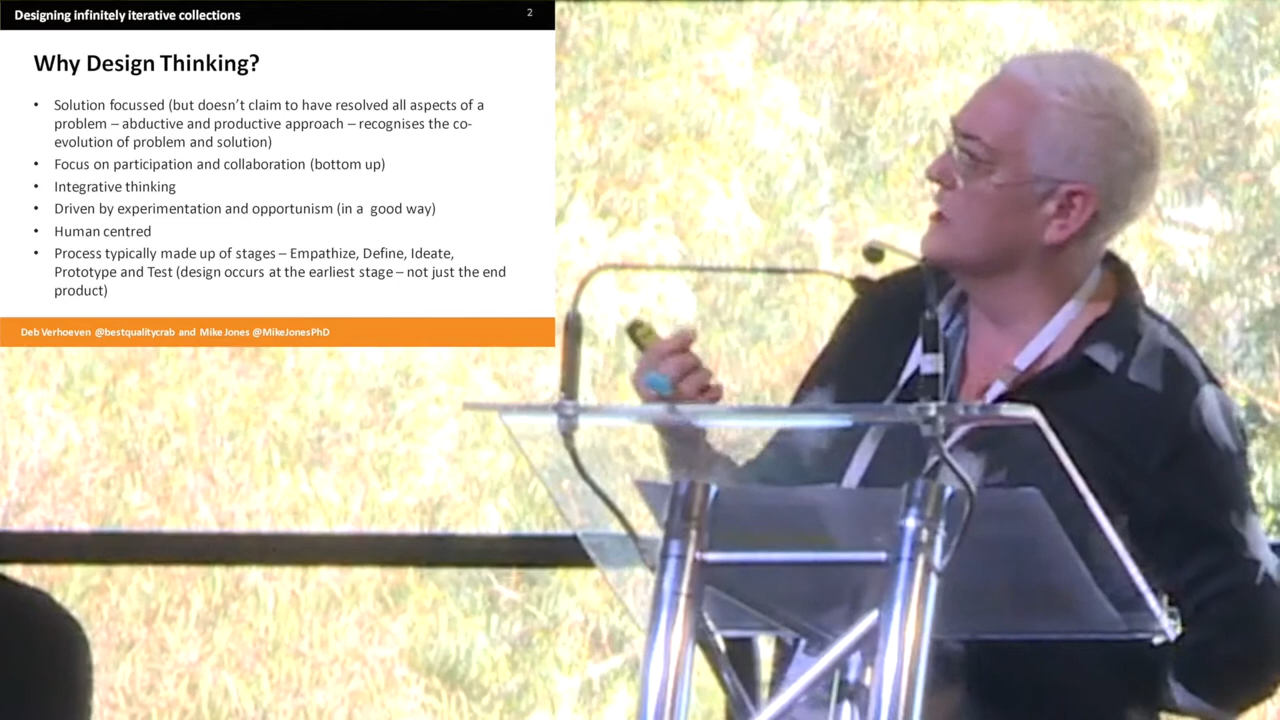 Designing infinitely iterative collections
2
Why Design Thinking?
• Solution focussed (but doesn't claim to have resolved all aspects of a
problem – abductive and productive approach – recognises the co-
evolution of problem and solution)
• Focus on participation and collaboration (bottom up)
• Integrative thinking
• Driven by experimentation and opportunism (in a  good way)
• Human centred
• Process typically made up of stages – Empathize, Define, Ideate,
Prototype and Test (design occurs at the earliest stage – not just the end
product)
Deb Verhoeven @bestqualitycrab and Mike Jones @MikeJonesPhD